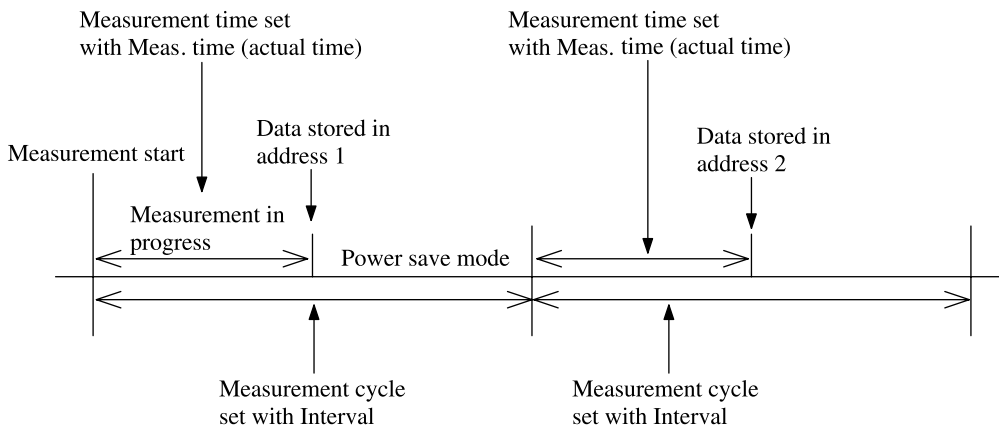 Measurement time set
with Meas. time (actual time)
Measurement time set
with Meas. time (actual time)
Data stored in
address 1
Data stored in
address 2
Measurement start
Measurement in
progress
Power save mode
Measurement cycle
set with Interval
Measurement cycle
set with Interval